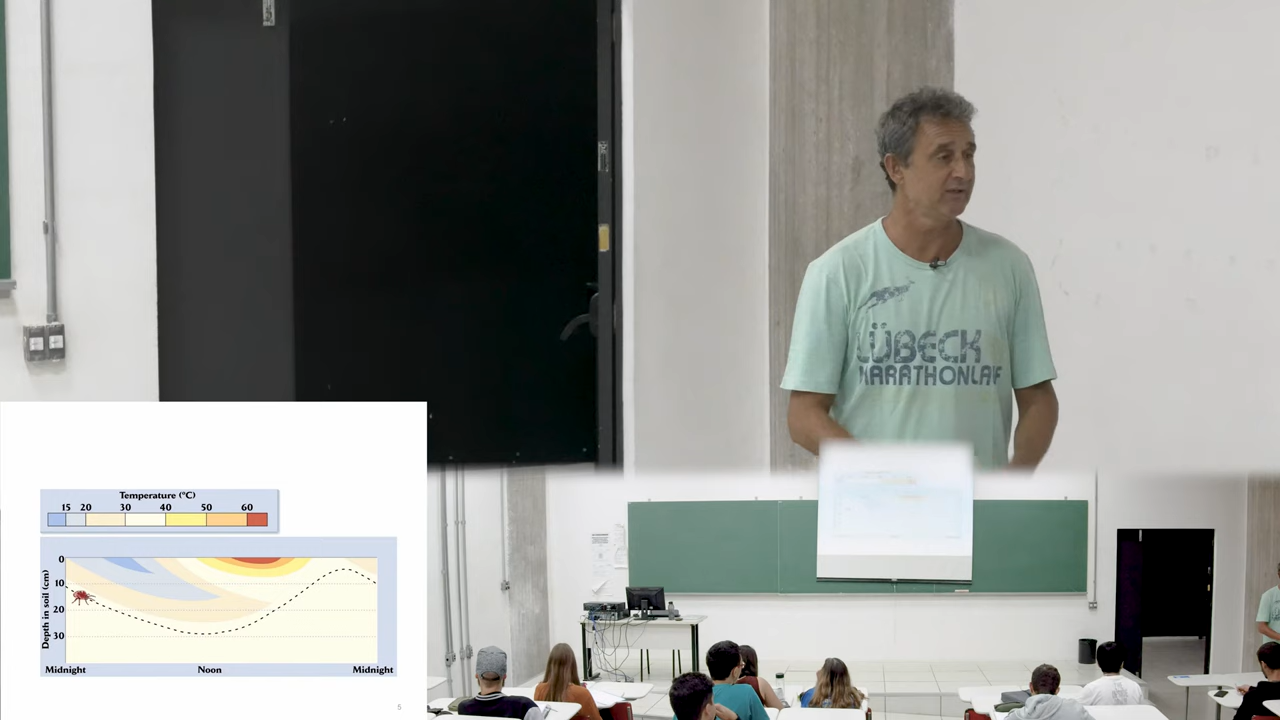 LÜBECK
MARATHONLAUF
Temperature (°C)
15 20 30 40 50 60
0
10
20
30
Depth in soil (cm)
Midnight Noon Midnight
5